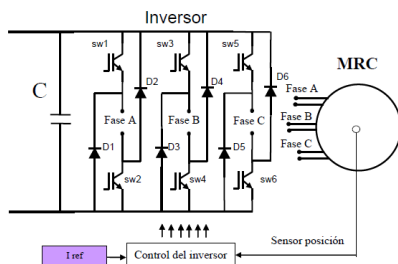 Inversor
sw1
sw3
sw5
MRC
D2
D4
D6
C
Fase A
Fase A
Fase B
Fase C
Fase B
Fase C
D1
D3
D5
sw2
sw4
sw6
Sensor posición
I ref
Control del inversor